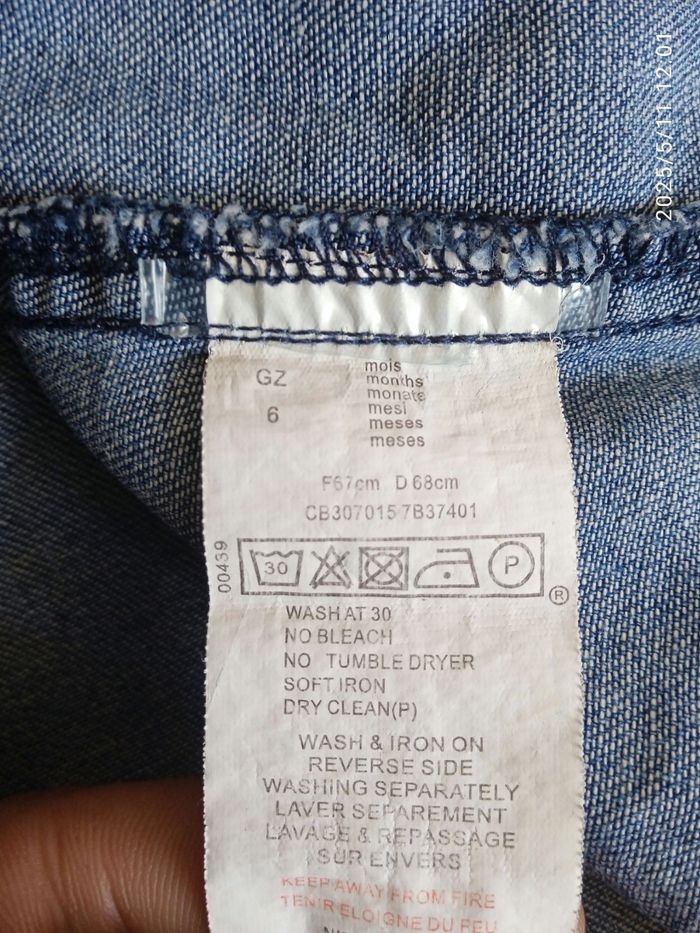 2025/5/11 12:01
GZ
6
mois
months
monate
mesi
meses
meses
F67cm D 68cm
CB307015 7B37401
00439
30
P
®
WASH AT 30
NO BLEACH
NO TUMBLE DRYER
SOFT IRON
DRY CLEAN(P)
WASH & IRON ON
REVERSE SIDE
WASHING SEPARATELY
LAVER SEPAREMENT
LAVAGE & REPASSAGE
SUR ENVERS
KEEP AWAY FROM FIRE
TENIR ELOIGNE DU FEU